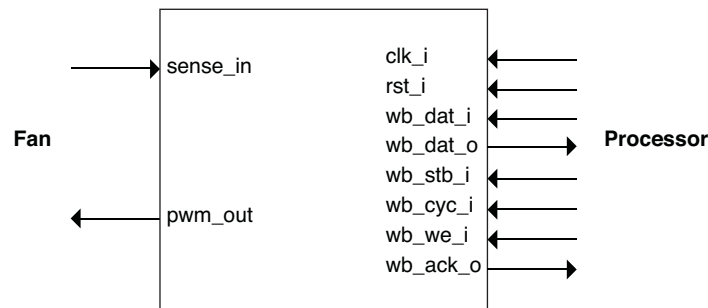 Fan
sense_in
pwm_out
clk_i
rst_i
wb_dat_i
wb_dat_o
wb_stb_i
wb_cyc_i
wb_we_i
wb_ack_o
Processor